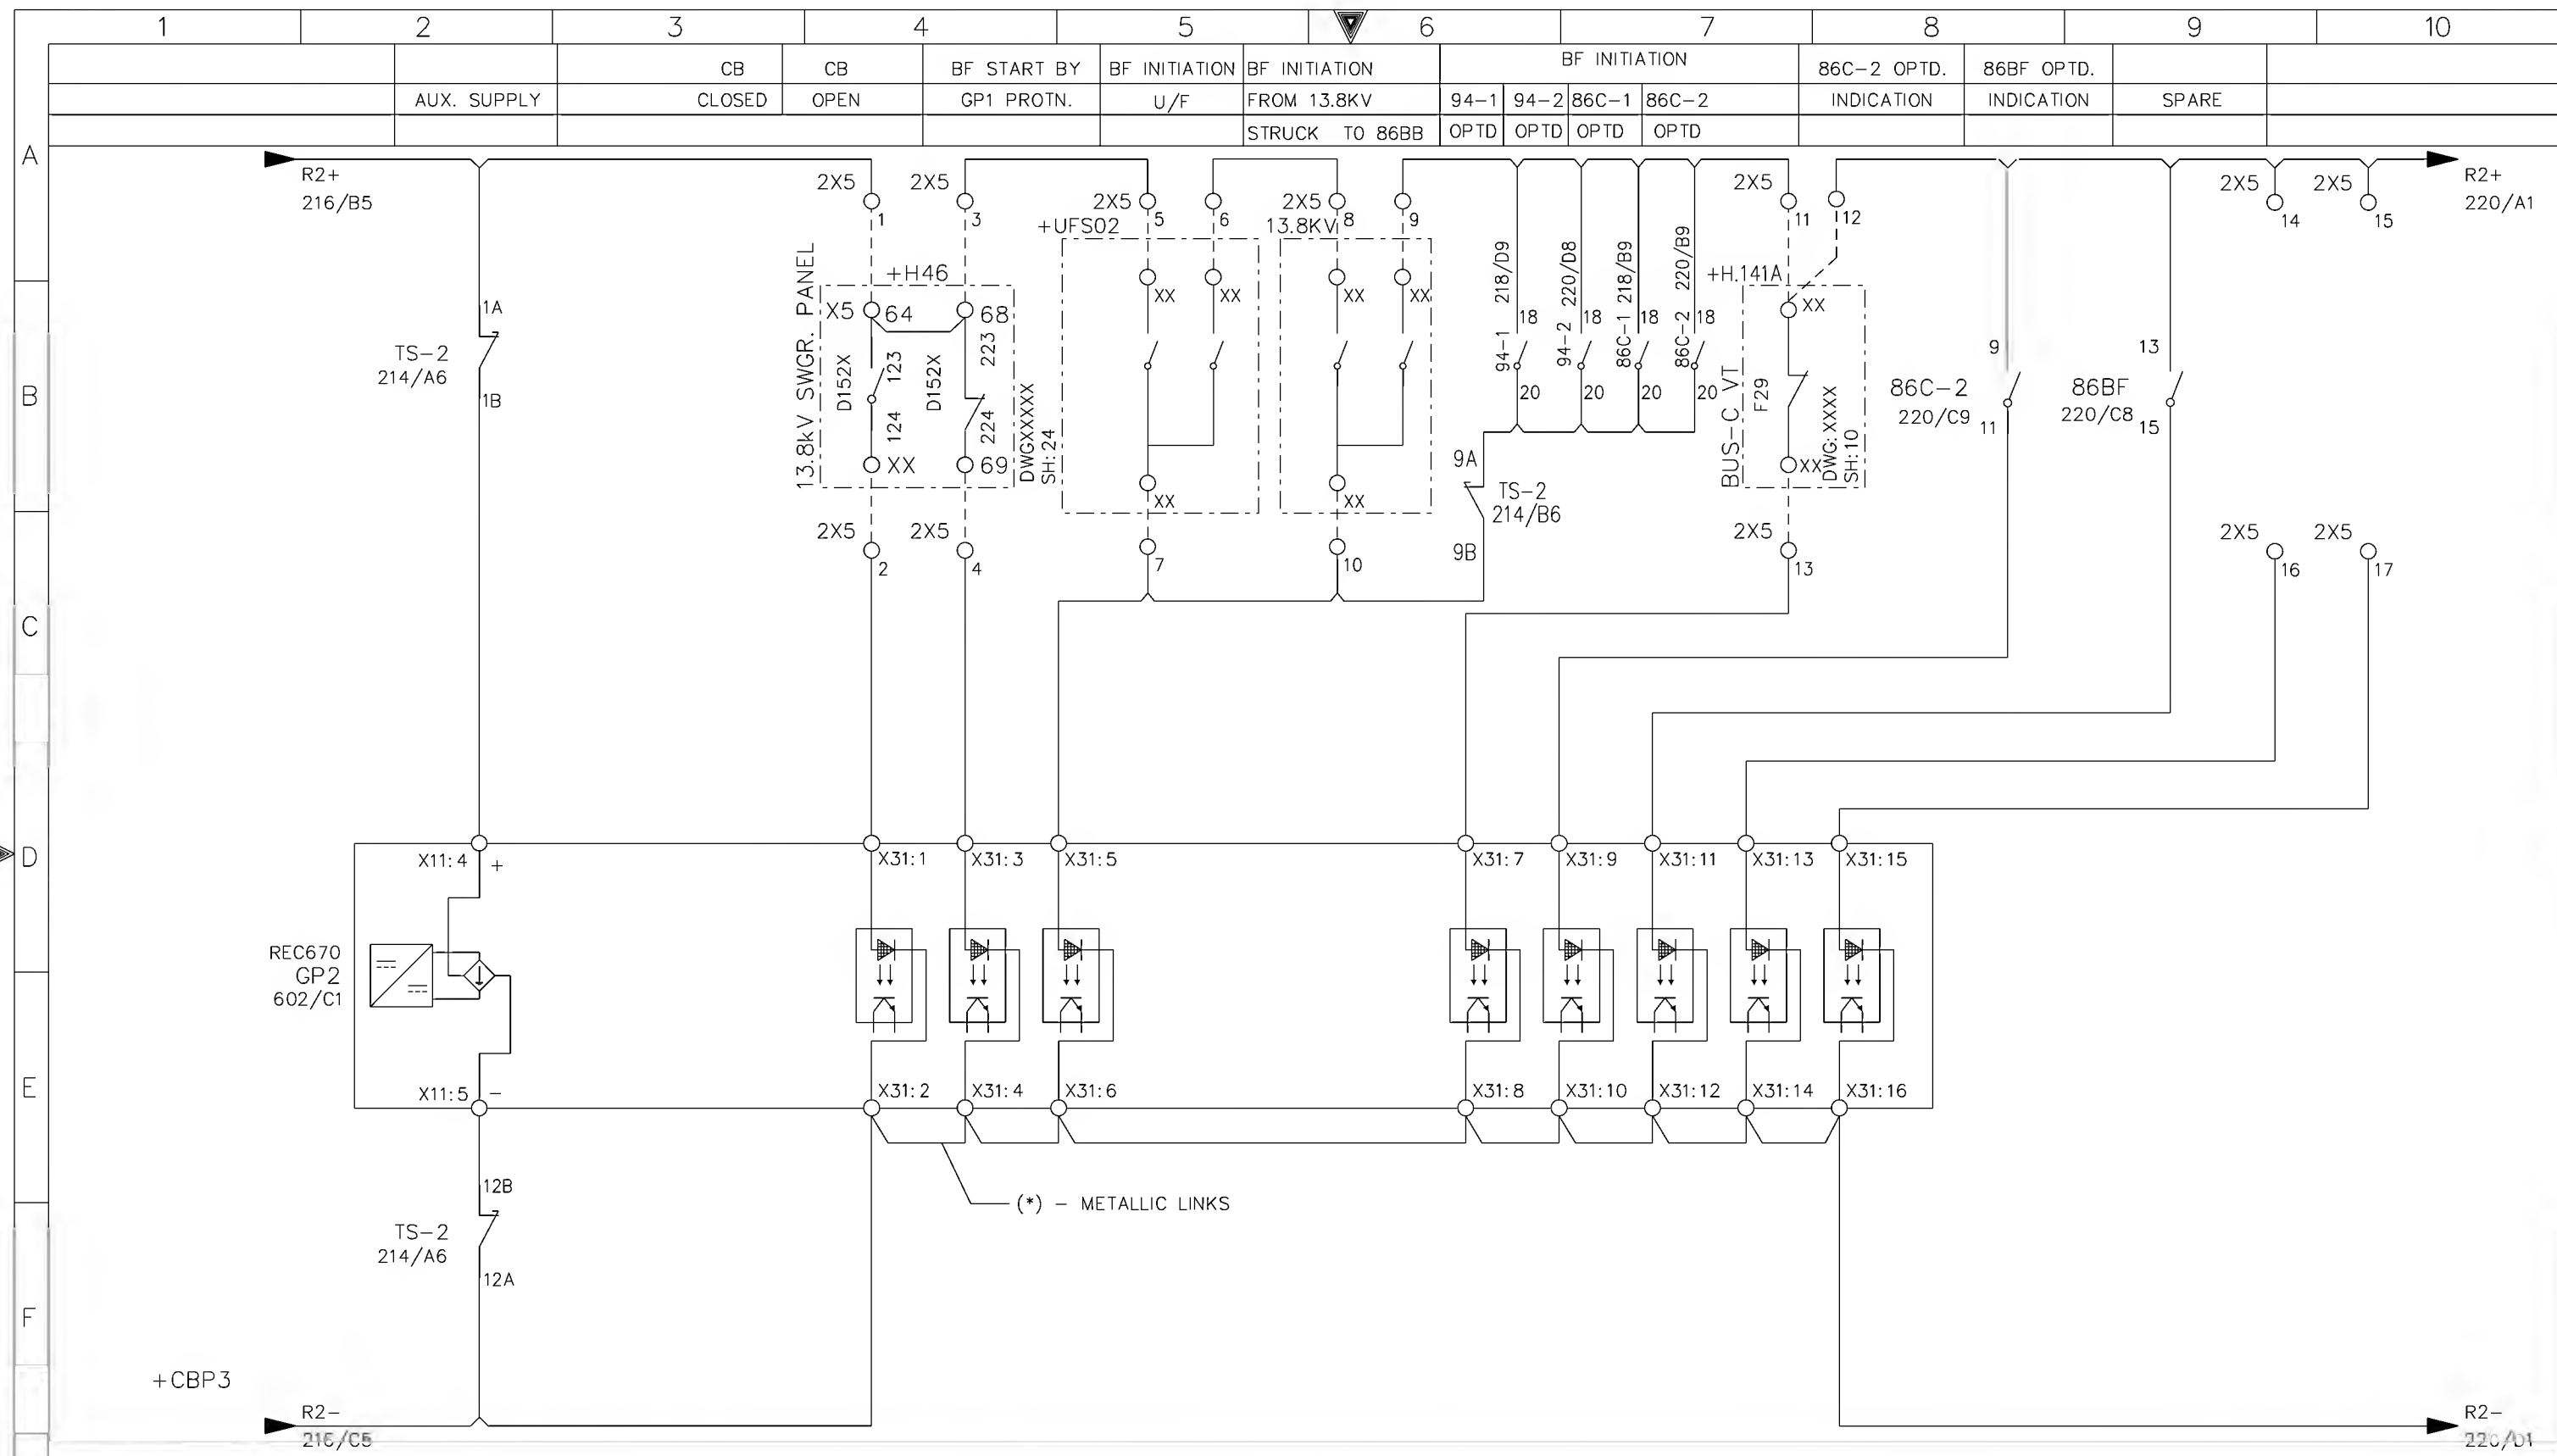 1 2 3 4 5 6 7 8 9 10
CB CB BF START BY BF INITIATION BF INITIATION BF INITIATION 86C-2 OPTD. 86BF OPTD.
AUX. SUPPLY CLOSED OPEN GP1 PROTN. U/F FROM 13.8KV 94-1 94-2 86C-1 86C-2 INDICATION INDICATION SPARE
STRUCK TO 86BB OPTD OPTD OPTD OPTD
A
R2+ 2X5 2X5 2X5 2X5 2X5 2X5 2X5 R2+
216/B5 220/A1
1 3 5 6 8 9 11 12 14 15
+UFS02 13.8KV
13.8kV SWGR. PANEL
+H46 +H.141A
218/D9 220/D8 218/B9 220/B9
XX XX XX XX XX
X5 64 68
1A
18 18 18 18
94-1 94-2 86C-1 86C-2
TS-2
214/A6
1B
D152X 123 124 D152X 223 224
DWGXXXXX
SH:24
20 20 20 20
BUS-C VT
F29
DWG:XXXX
SH:10
9 13
86C-2 86BF
220/C9 220/C8
11 15
B
XX 69 9A XX
XX XX
TS-2
214/B6
9B
2X5 2X5 2X5 2X5 2X5
2 4 7 10 13 16 17
C
D
X11:4 + X31:1 X31:3 X31:5 X31:7 X31:9 X31:11 X31:13 X31:15
REC670
GP2
602/C1
E
X11:5 - X31:2 X31:4 X31:6 X31:8 X31:10 X31:12 X31:14 X31:16
12B
(*) - METALLIC LINKS
TS-2
214/A6
12A
F
+CBP3
R2- R2-
216/C5 220/D1